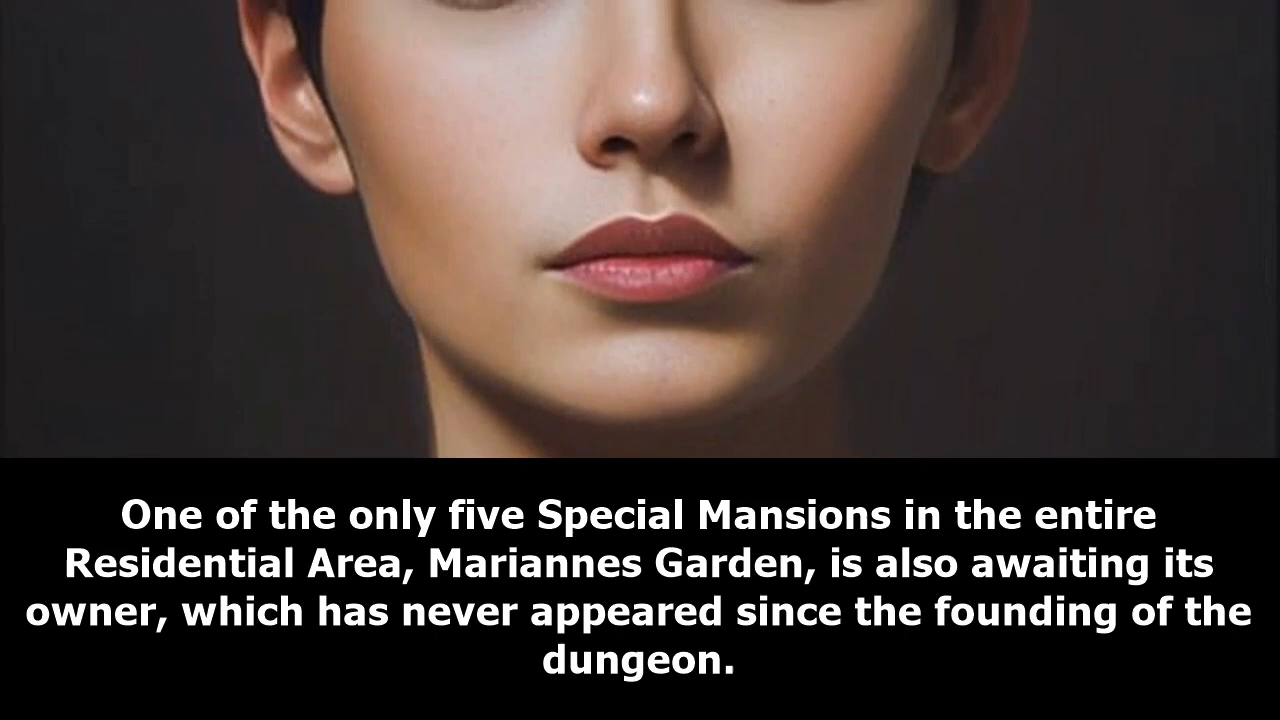 One of the only five Special Mansions in the entire
Residential Area, Mariannes Garden, is also awaiting its
owner, which has never appeared since the founding of the
dungeon.